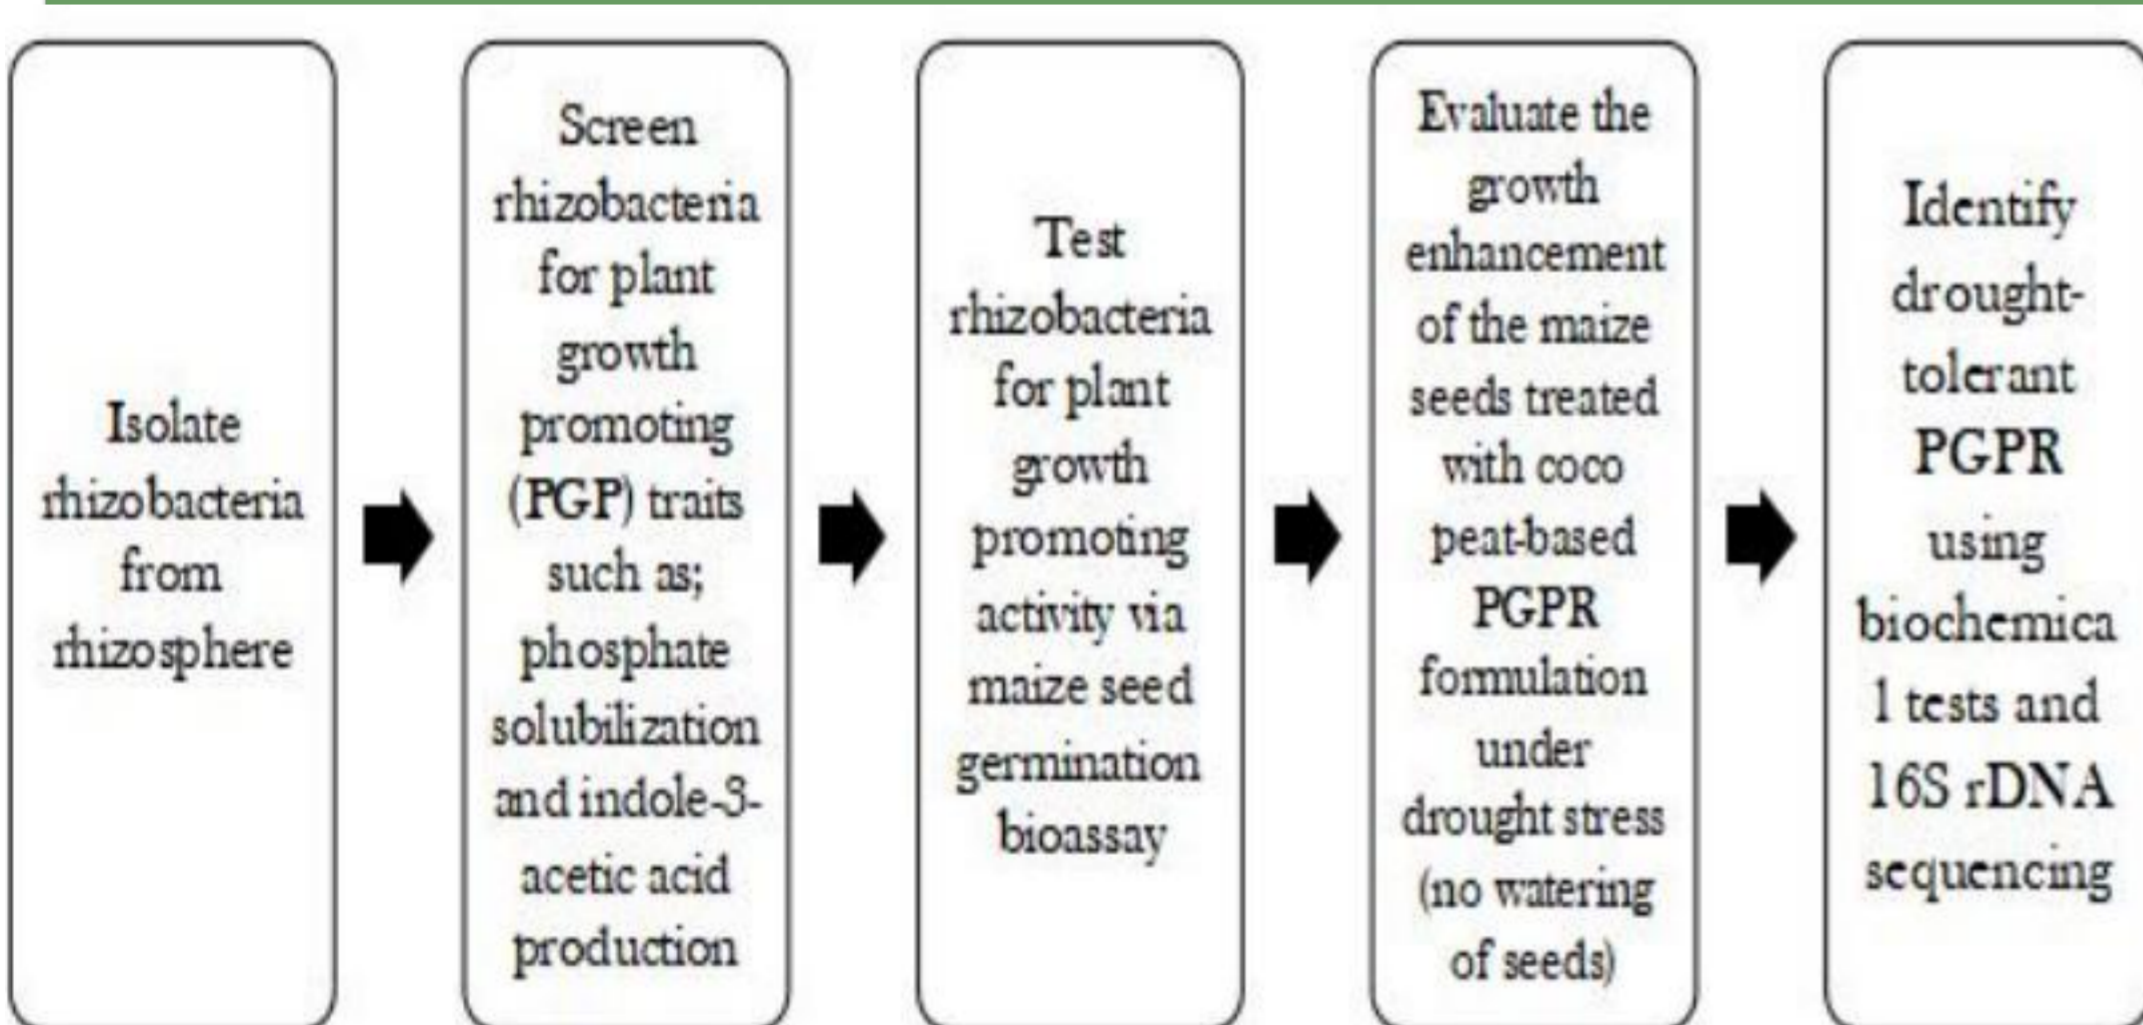 Isolate
rhizobacteria
from
rhizosphere
Screen
rhizobacteria
for plant
growth
promoting
(PGP) traits
such as;
phosphate
solubilization
and indole-3-
acetic acid
production
Test
rhizobacteria
for plant
growth
promoting
activity via
maize seed
germination
bioassay
Evaluate the
growth
enhancement
of the maize
seeds treated
with coco
peat-based
PGPR
formulation
under
drought stress
(no watering
of seeds)
Identify
drought-
tolerant
PGPR
using
biochemica
l tests and
16S rDNA
sequencing